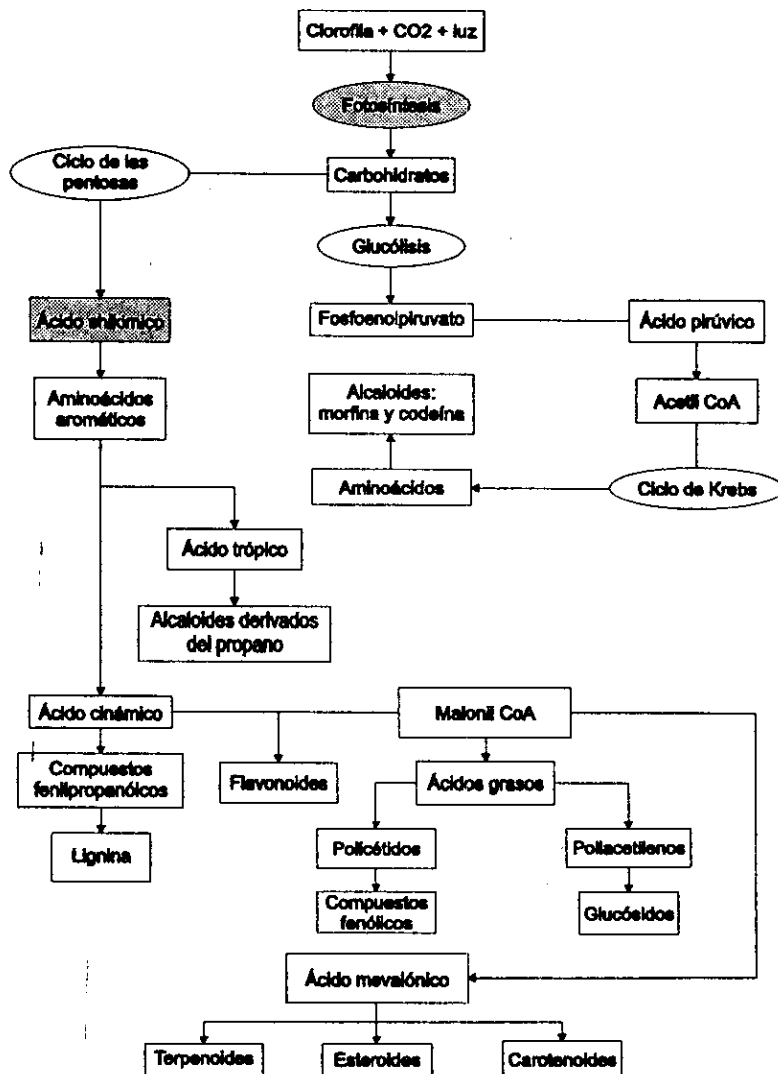 Clorofila + CO2 + luz
Fotosíntesis
Ciclo de las
pentosas
Carbohidratos
Glucólisis
Ácido shikímico
Fosfoenolpiruvato
Ácido pirúvico
Aminoácidos
aromáticos
Alcaloides:
morfina y codeína
Acetil CoA
Aminoácidos
Ciclo de Krebs
Ácido trópico
Alcaloides derivados
del propano
Ácido cinámico
Malonil CoA
Compuestos
fenilpropanóicos
Flavonoides
Ácidos grasos
Lignina
Policétidos
Poliacetilenos
Compuestos
fenólicos
Glucósidos
Ácido mevalónico
Terpenoides
Esteroides
Carotenoides